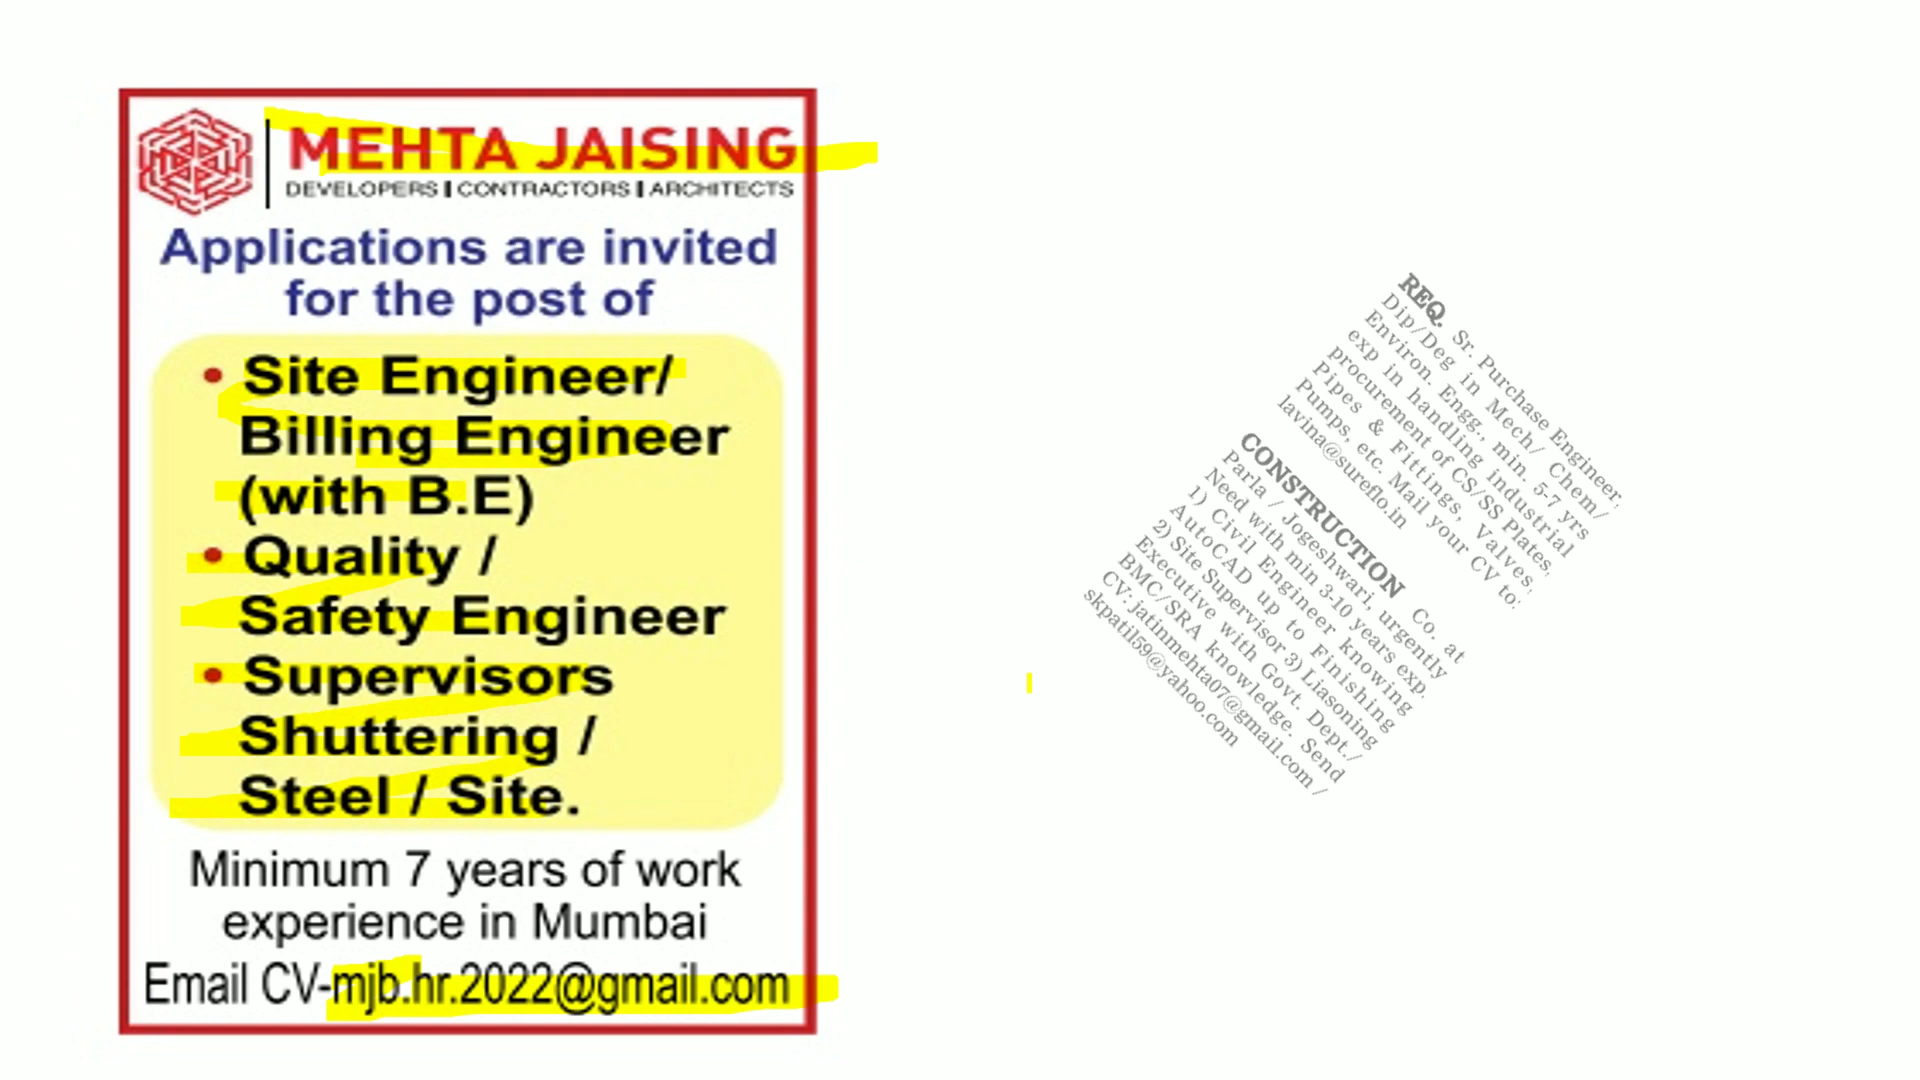 MEHTA JAISING
DEVELOPERS | CONTRACTORS | ARCHITECTS
Applications are invited
for the post of
• Site Engineer/
Billing Engineer
(with B.E)
• Quality /
Safety Engineer
• Supervisors
Shuttering /
Steel / Site.
Minimum 7 years of work
experience in Mumbai
Email CV-mjb.hr.2022@gmail.com
REQ. Sr. Purchase Engineer,
Dip/Deg in Mech/ Chem/
Environ. Engg., min. 5-7 yrs
exp in handling industrial
procurement of CS/SS Plates,
Pipes & Fittings, Valves,
Pumps, etc. Mail your CV to:
lavina@sureflo.in
CONSTRUCTION Co. at
Parla / Jogeshwari, urgently
Need with min 3-10 years exp.
1) Civil Engineer knowing
AutoCAD up to Finishing
2) Site Supervisor 3) Liasoning
Executive with Govt. Dept./
BMC/SRA knowledge. Send
CV: jatinmehta07@gmail.com /
skpatil59@yahoo.com